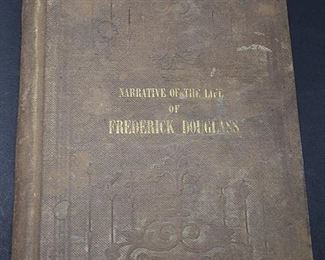 NARRATIVE OF THE LIFE
OF
FREDERICK DOUGLASS